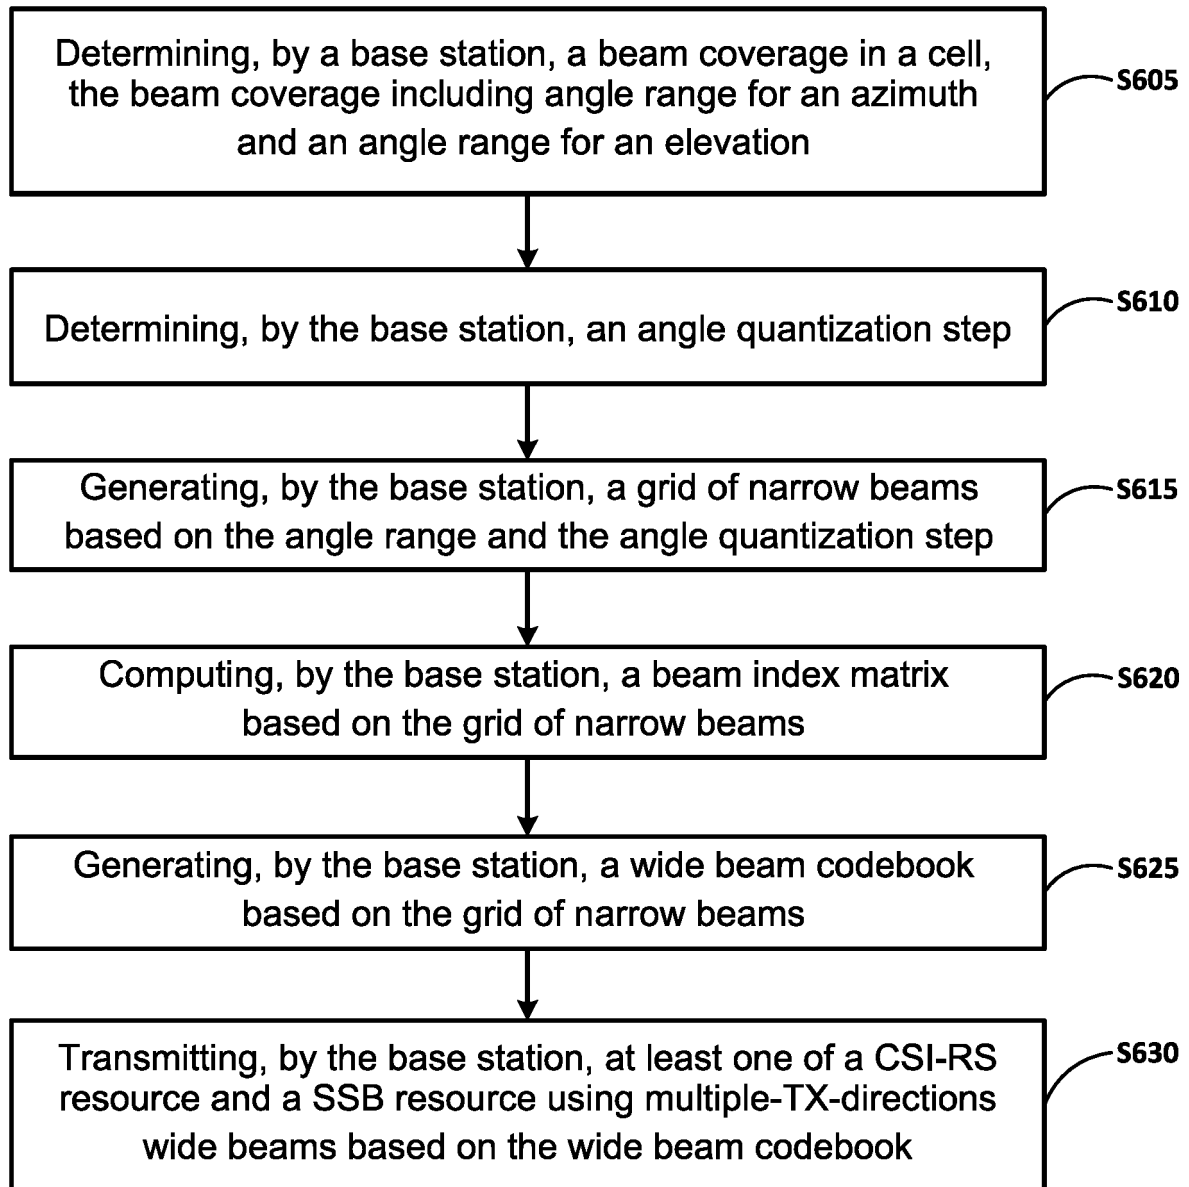 Determining, by a base station, a beam coverage in a cell,
the beam coverage including angle range for an azimuth
and an angle range for an elevation
S605
Determining, by the base station, an angle quantization step
S610
Generating, by the base station, a grid of narrow beams
based on the angle range and the angle quantization step
S615
Computing, by the base station, a beam index matrix
based on the grid of narrow beams
S620
Generating, by the base station, a wide beam codebook
based on the grid of narrow beams
S625
Transmitting, by the base station, at least one of a CSI-RS
resource and a SSB resource using multiple-TX-directions
wide beams based on the wide beam codebook
S630